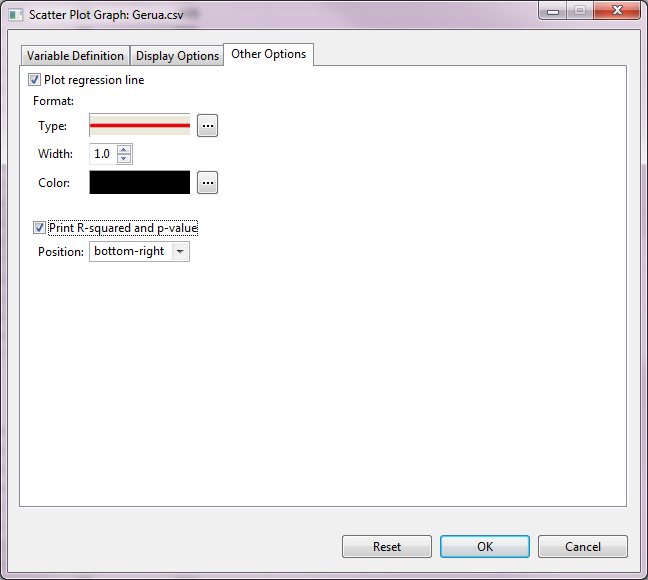 Scatter Plot Graph: Gerua.csv
Variable Definition Display Options Other Options
Plot regression line
Format:
Type: ...
Width: 1.0
Color: ...
Print R-squared and p-value
Position: bottom-right
Reset OK Cancel